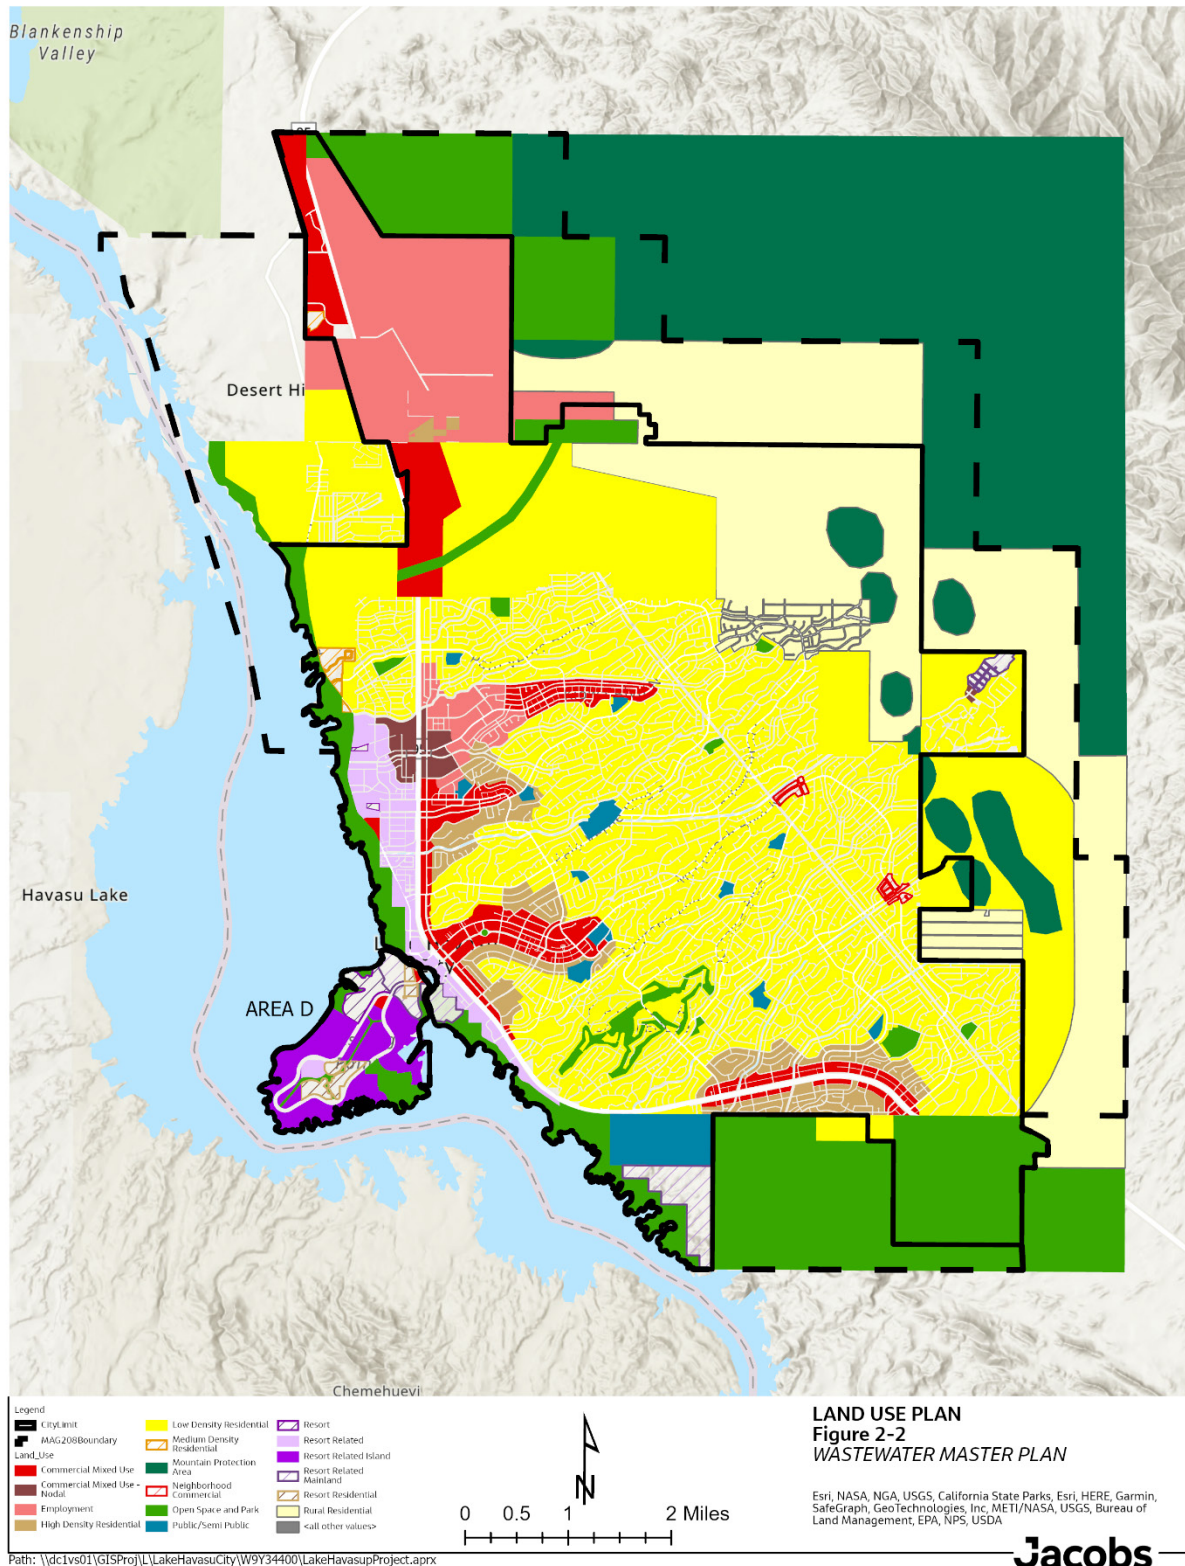 Blankenship
Valley
95
Desert Hi
Havasu Lake
AREA D
Chemehuevi
Legend
CityLimit
MAG208Boundary
Land_Use
Commercial Mixed Use
Commercial Mixed Use -
Nodal
Employment
High Density Residential
Low Density Residential
Medium Density
Residential
Mountain Protection
Area
Neighborhood
Commercial
Open Space and Park
Public/Semi Public
Resort
Resort Related
Resort Related Island
Resort Related
Mainland
Resort Residential
Rural Residential
<all other values>
N
0 0.5 1 2 Miles
LAND USE PLAN
Figure 2-2
WASTEWATER MASTER PLAN
Esri, NASA, NGA, USGS, California State Parks, Esri, HERE, Garmin,
SafeGraph, GeoTechnologies, Inc, METI/NASA, USGS, Bureau of
Land Management, EPA, NPS, USDA
Jacobs
Path: \\dc1vs01\GISProj\L\LakeHavasuCity\W9Y34400\LakeHavasupProject.aprx